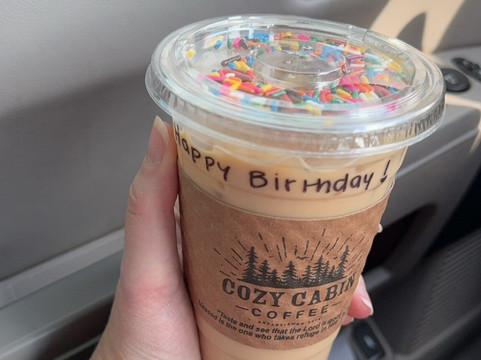 Happy Birthday!
COZY CABIN
COFFEE
"Taste and see that the Lord is good
blessed is the one who takes refuge in